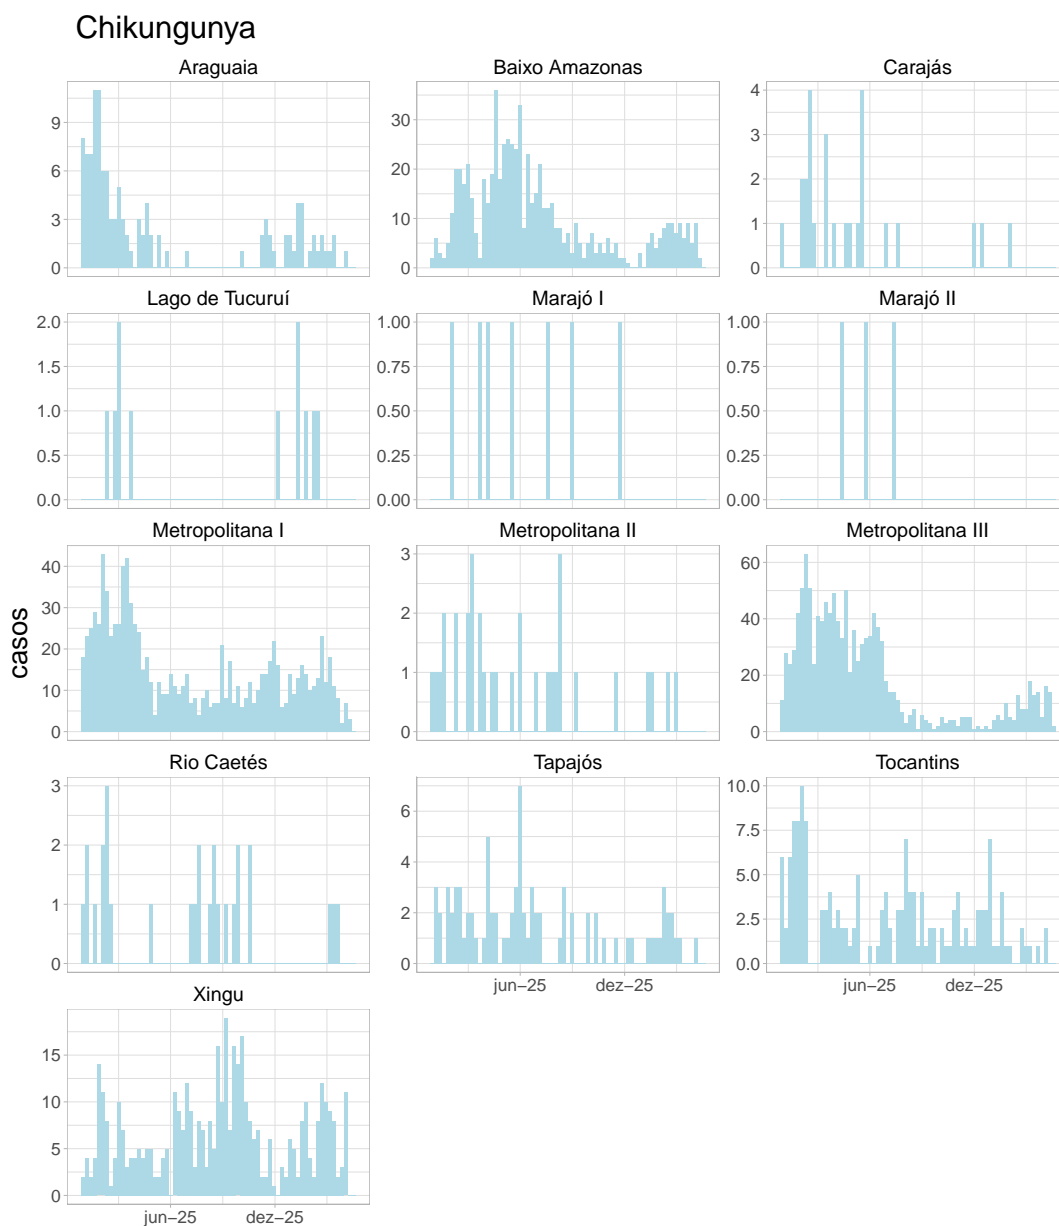 Chikungunya
Araguaia
Baixo Amazonas
Carajás
9
6
3
0
30
20
10
0
4
3
2
1
0
Lago de Tucuruí
Marajó I
Marajó II
2.0
1.5
1.0
0.5
0.0
1.00
0.75
0.50
0.25
0.00
1.00
0.75
0.50
0.25
0.00
Metropolitana I
Metropolitana II
Metropolitana III
40
30
20
10
0
3
2
1
0
60
40
20
0
casos
Rio Caetés
Tapajós
Tocantins
3
2
1
0
6
4
2
0
10.0
7.5
5.0
2.5
0.0
jun–25
dez–25
jun–25
dez–25
Xingu
15
10
5
0
jun–25
dez–25